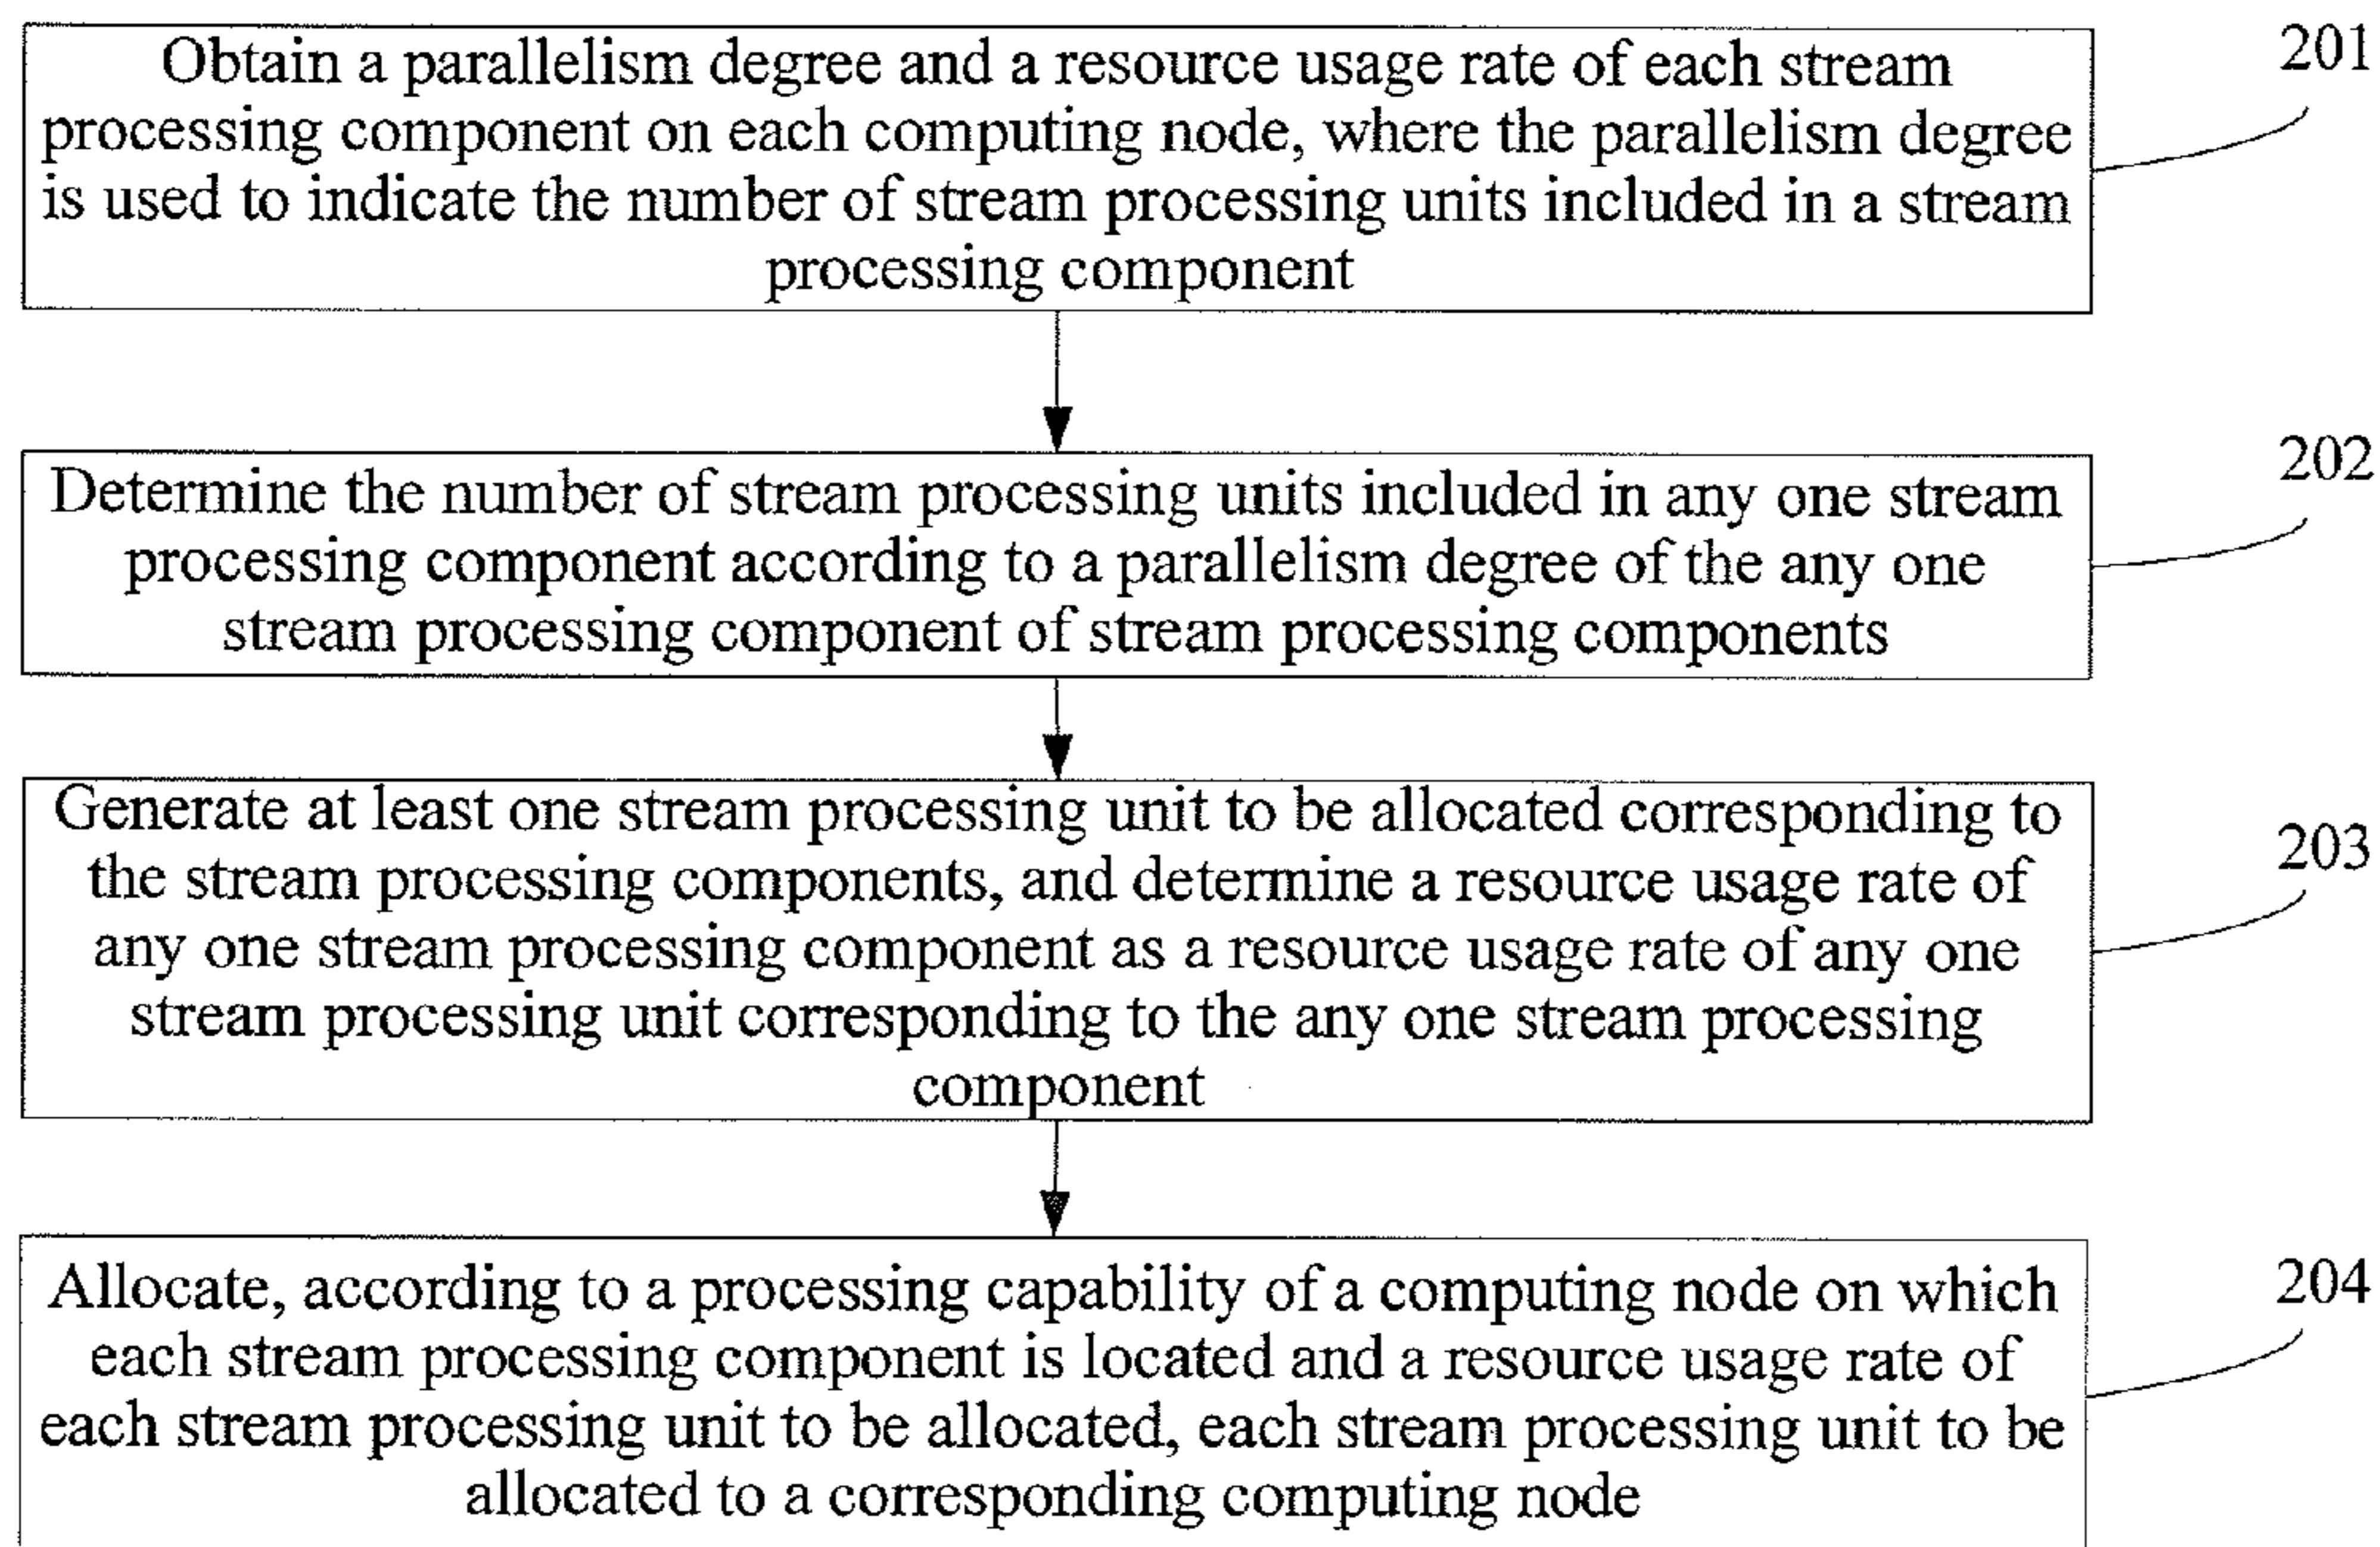 Obtain a parallelism degree and a resource usage rate of each stream
processing component on each computing node, where the parallelism degree
is used to indicate the number of stream processing units included in a stream
processing component
201
Determine the number of stream processing units included in any one stream
processing component according to a parallelism degree of the any one
stream processing component of stream processing components
202
Generate at least one stream processing unit to be allocated corresponding to
the stream processing components, and determine a resource usage rate of
any one stream processing component as a resource usage rate of any one
stream processing unit corresponding to the any one stream processing
component
203
Allocate, according to a processing capability of a computing node on which
each stream processing component is located and a resource usage rate of
each stream processing unit to be allocated, each stream processing unit to be
allocated to a corresponding computing node
204